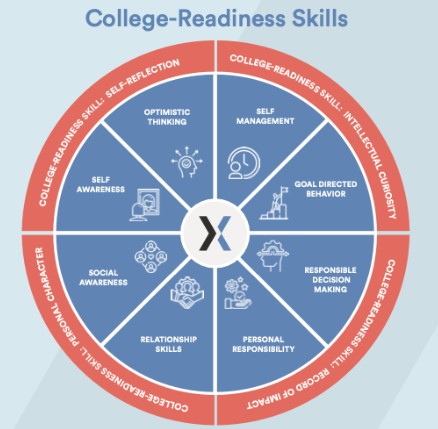 College-Readiness Skills
COLLEGE-READINESS SKILL: SELF-REFLECTION
COLLEGE-READINESS SKILL: INTELLECTUAL CURIOSITY
OPTIMISTIC
THINKING
SELF
MANAGEMENT
SELF
AWARENESS
GOAL DIRECTED
BEHAVIOR
SOCIAL
AWARENESS
RESPONSIBLE
DECISION
MAKING
RELATIONSHIP
SKILLS
PERSONAL
RESPONSIBILITY
COLLEGE-READINESS SKILL: PERSONAL CHARACTER
COLLEGE-READINESS SKILL: RECORD OF IMPACT